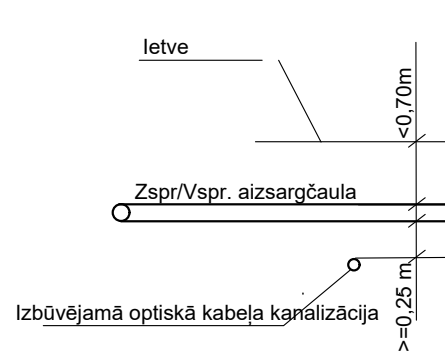 Ietve
<0,70m
Zspr/Vspr. aizsargčaula
Izbūvējamā optiskā kabeļa kanalizācija
>=0,25 m